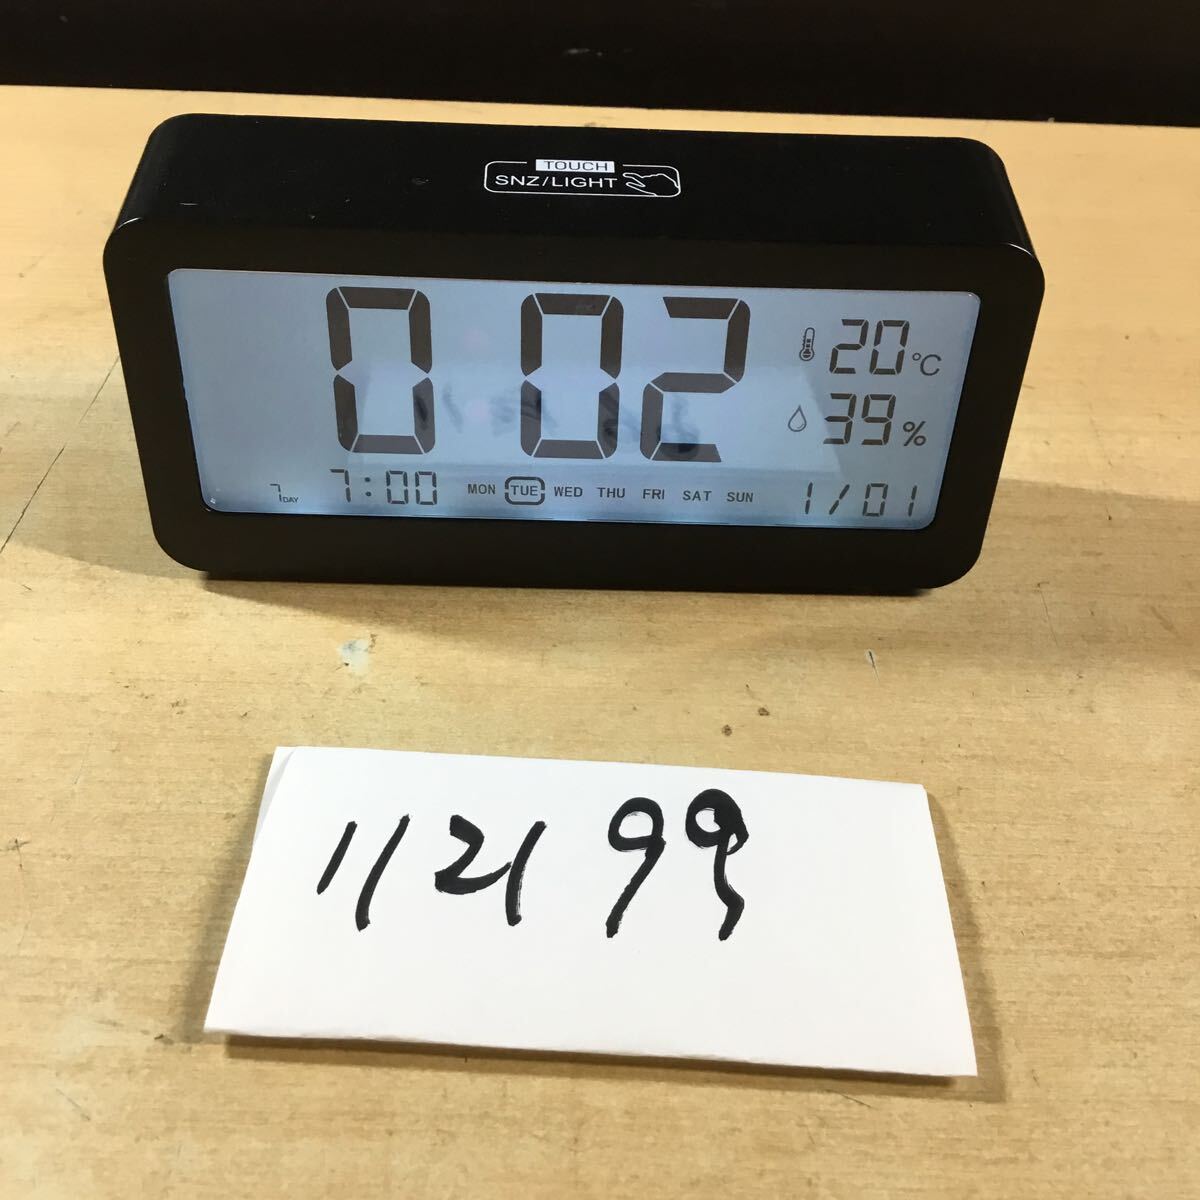 TOUCH
SNZ/LIGHT
0 02
20°C
39%
7DAY 7:00 MON TUE WED THU FRI SAT SUN 1/01
112199